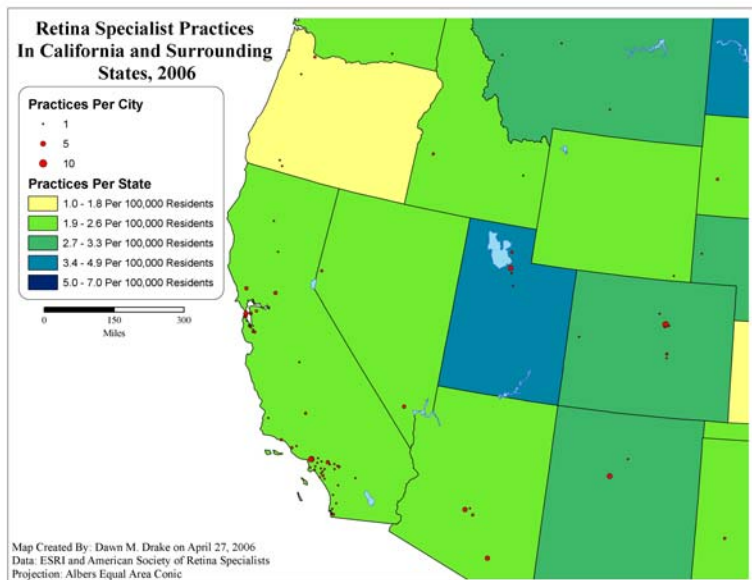 Retina Specialist Practices
In California and Surrounding
States, 2006
Practices Per City
1
5
10
Practices Per State
1.0 - 1.8 Per 100,000 Residents
1.9 - 2.6 Per 100,000 Residents
2.7 - 3.3 Per 100,000 Residents
3.4 - 4.9 Per 100,000 Residents
5.0 - 7.0 Per 100,000 Residents
0 150 300
Miles
Map Created By: Dawn M. Drake on April 27, 2006
Data: ESRI and American Society of Retina Specialists
Projection: Albers Equal Area Conic